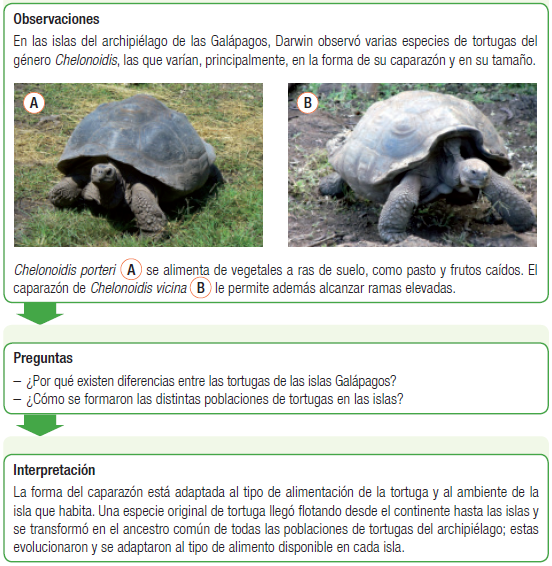 Observaciones
En las islas del archipiélago de las Galápagos, Darwin observó varias especies de tortugas del
género Chelonoidis, las que varían, principalmente, en la forma de su caparazón y en su tamaño.
A
B
Chelonoidis porteri A se alimenta de vegetales a ras de suelo, como pasto y frutos caídos. El
caparazón de Chelonoidis vicina B le permite además alcanzar ramas elevadas.
Preguntas
– ¿Por qué existen diferencias entre las tortugas de las islas Galápagos?
– ¿Cómo se formaron las distintas poblaciones de tortugas en las islas?
Interpretación
La forma del caparazón está adaptada al tipo de alimentación de la tortuga y al ambiente de la
isla que habita. Una especie original de tortuga llegó flotando desde el continente hasta las islas y
se transformó en el ancestro común de todas las poblaciones de tortugas del archipiélago; estas
evolucionaron y se adaptaron al tipo de alimento disponible en cada isla.